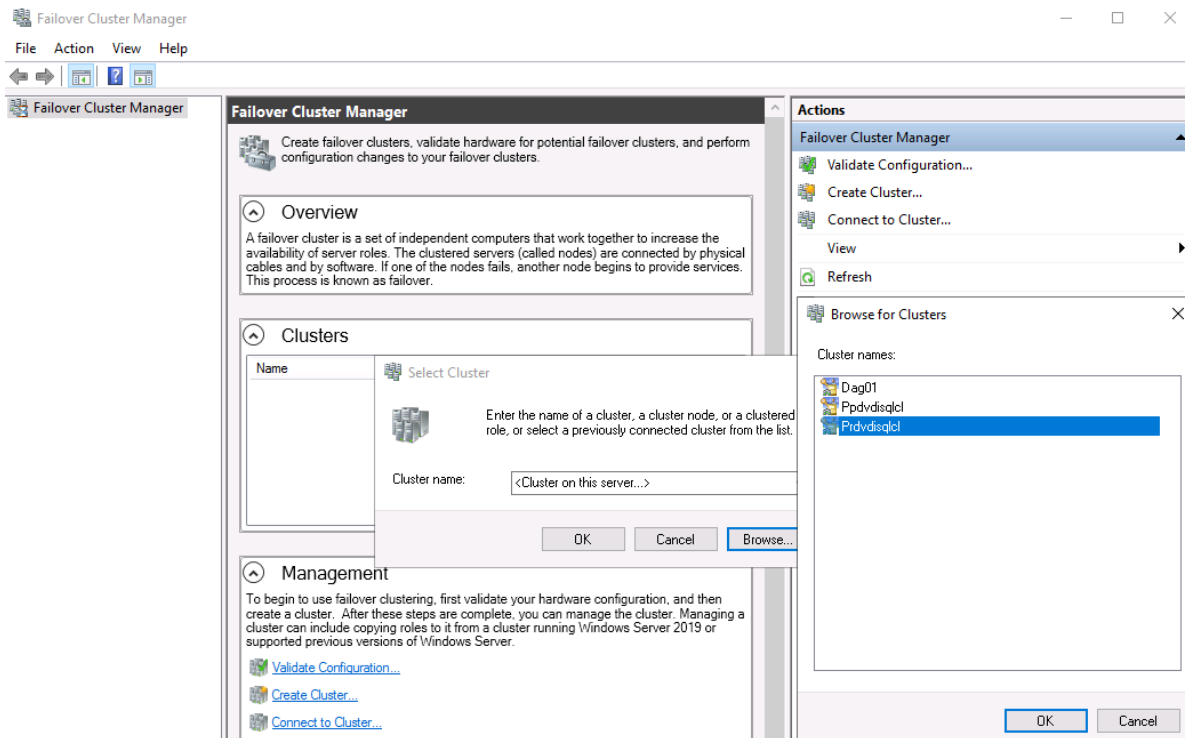 Failover Cluster Manager
File Action View Help
Failover Cluster Manager
Failover Cluster Manager
Create failover clusters, validate hardware for potential failover clusters, and perform
configuration changes to your failover clusters.
Overview
A failover cluster is a set of independent computers that work together to increase the
availability of server roles. The clustered servers (called nodes) are connected by physical
cables and by software. If one of the nodes fails, another node begins to provide services.
This process is known as failover.
Clusters
Name
Select Cluster
Enter the name of a cluster, a cluster node, or a clustered
role, or select a previously connected cluster from the list.
Cluster name:
<Cluster on this server...>
OK Cancel Browse...
Management
To begin to use failover clustering, first validate your hardware configuration, and then
create a cluster. After these steps are complete, you can manage the cluster. Managing a
cluster can include copying roles to it from a cluster running Windows Server 2019 or
supported previous versions of Windows Server.
Validate Configuration...
Create Cluster...
Connect to Cluster...
Actions
Failover Cluster Manager
Validate Configuration...
Create Cluster...
Connect to Cluster...
View
Refresh
Browse for Clusters
Cluster names:
Dag01
Ppdvdisqlcl
Prdvdisqlcl
OK Cancel